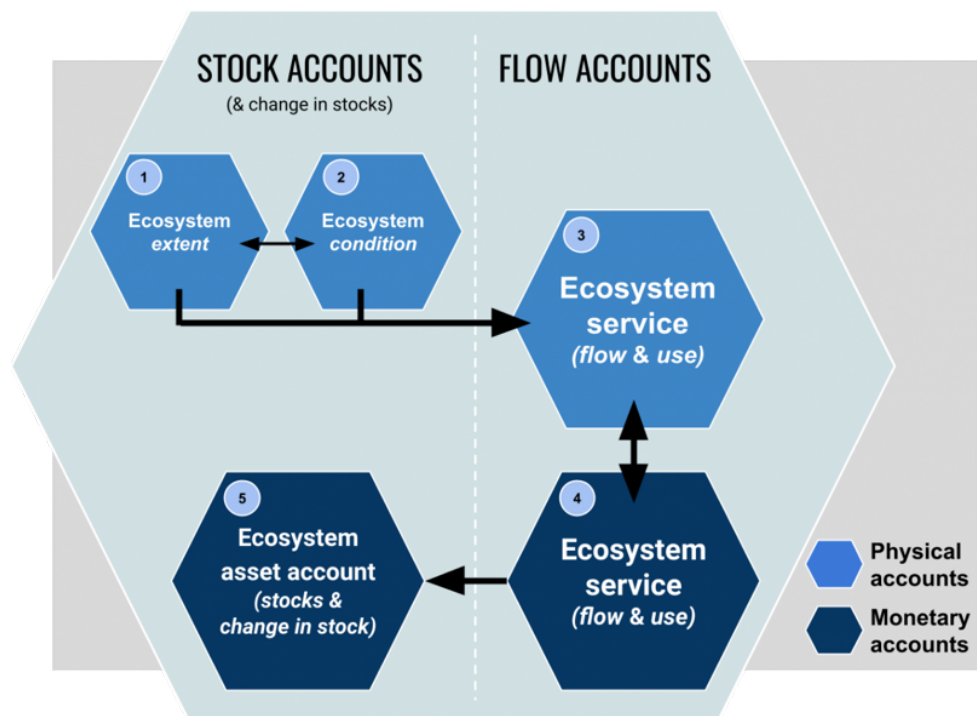 STOCK ACCOUNTS
(& change in stocks)
FLOW ACCOUNTS
1
Ecosystem
extent
2
Ecosystem
condition
3
Ecosystem
service
(flow & use)
5
Ecosystem
asset account
(stocks &
change in stock)
4
Ecosystem
service
(flow & use)
Physical
accounts
Monetary
accounts